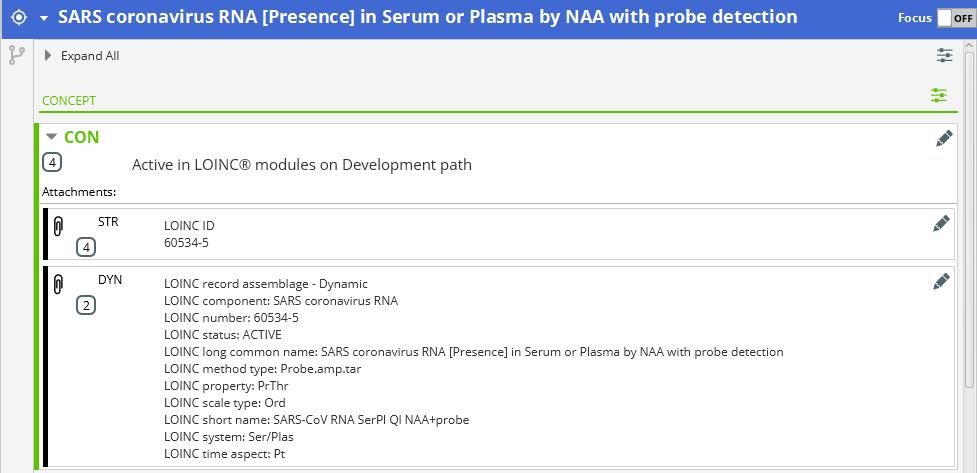 SARS coronavirus RNA [Presence] in Serum or Plasma by NAA with probe detection
Focus OFF
Expand All
CONCEPT
CON
4
Active in LOINC® modules on Development path
Attachments:
STR
4
LOINC ID
60534-5
DYN
2
LOINC record assemblage - Dynamic
LOINC component: SARS coronavirus RNA
LOINC number: 60534-5
LOINC status: ACTIVE
LOINC long common name: SARS coronavirus RNA [Presence] in Serum or Plasma by NAA with probe detection
LOINC method type: Probe.amp.tar
LOINC property: PrThr
LOINC scale type: Ord
LOINC short name: SARS-CoV RNA SerPl Ql NAA+probe
LOINC system: Ser/Plas
LOINC time aspect: Pt